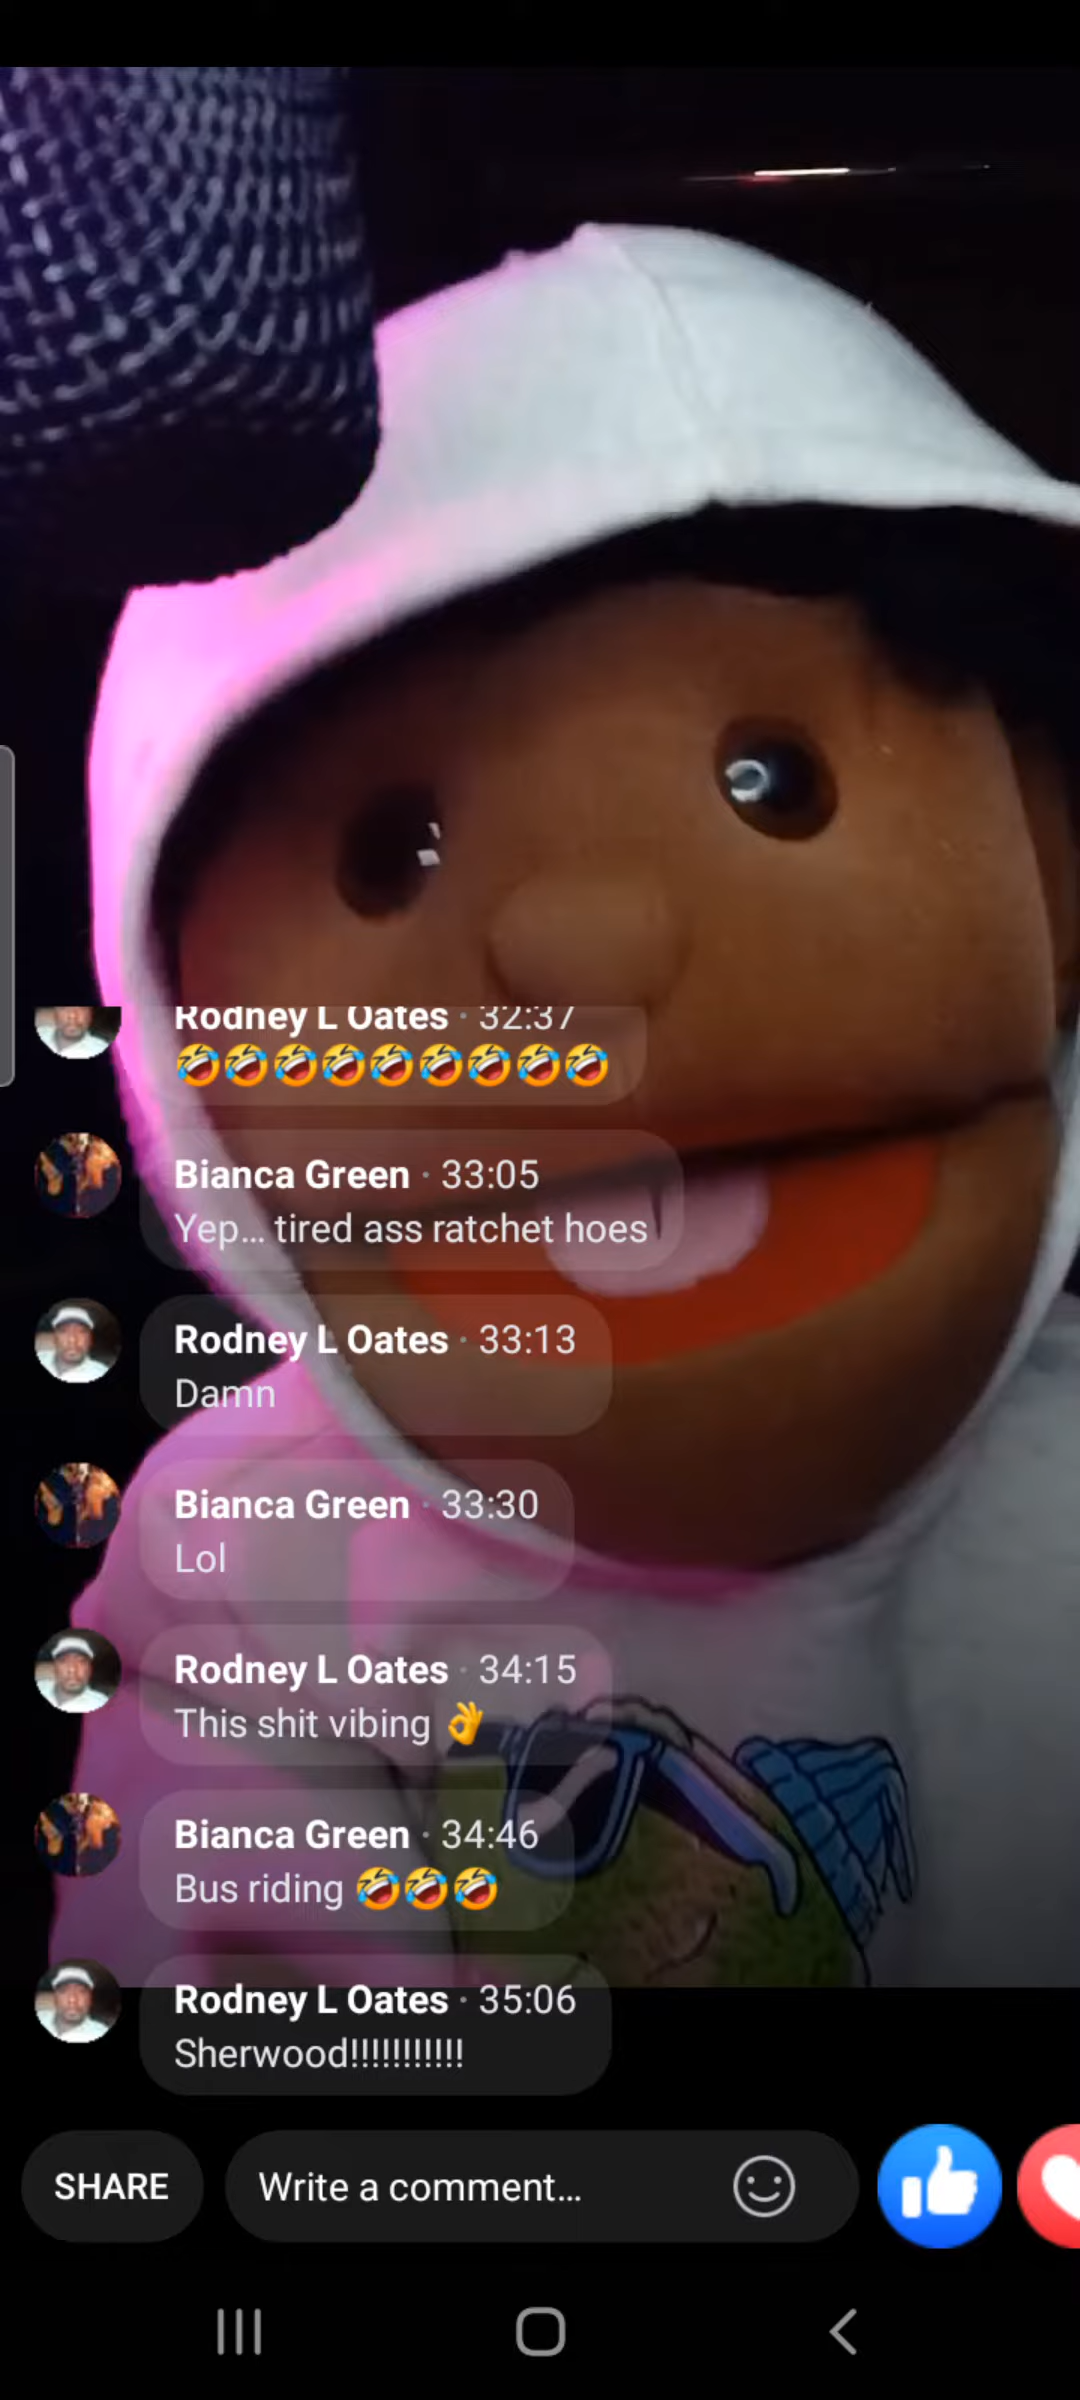 Rodney L Oates · 32:37
🤣🤣🤣🤣🤣🤣🤣🤣🤣
Bianca Green · 33:05
Yep... tired ass ratchet hoes
Rodney L Oates · 33:13
Damn
Bianca Green · 33:30
Lol
Rodney L Oates · 34:15
This shit vibing 👌
Bianca Green · 34:46
Bus riding 🤣🤣🤣
Rodney L Oates · 35:06
Sherwood!!!!!!!!!!!
SHARE
Write a comment...